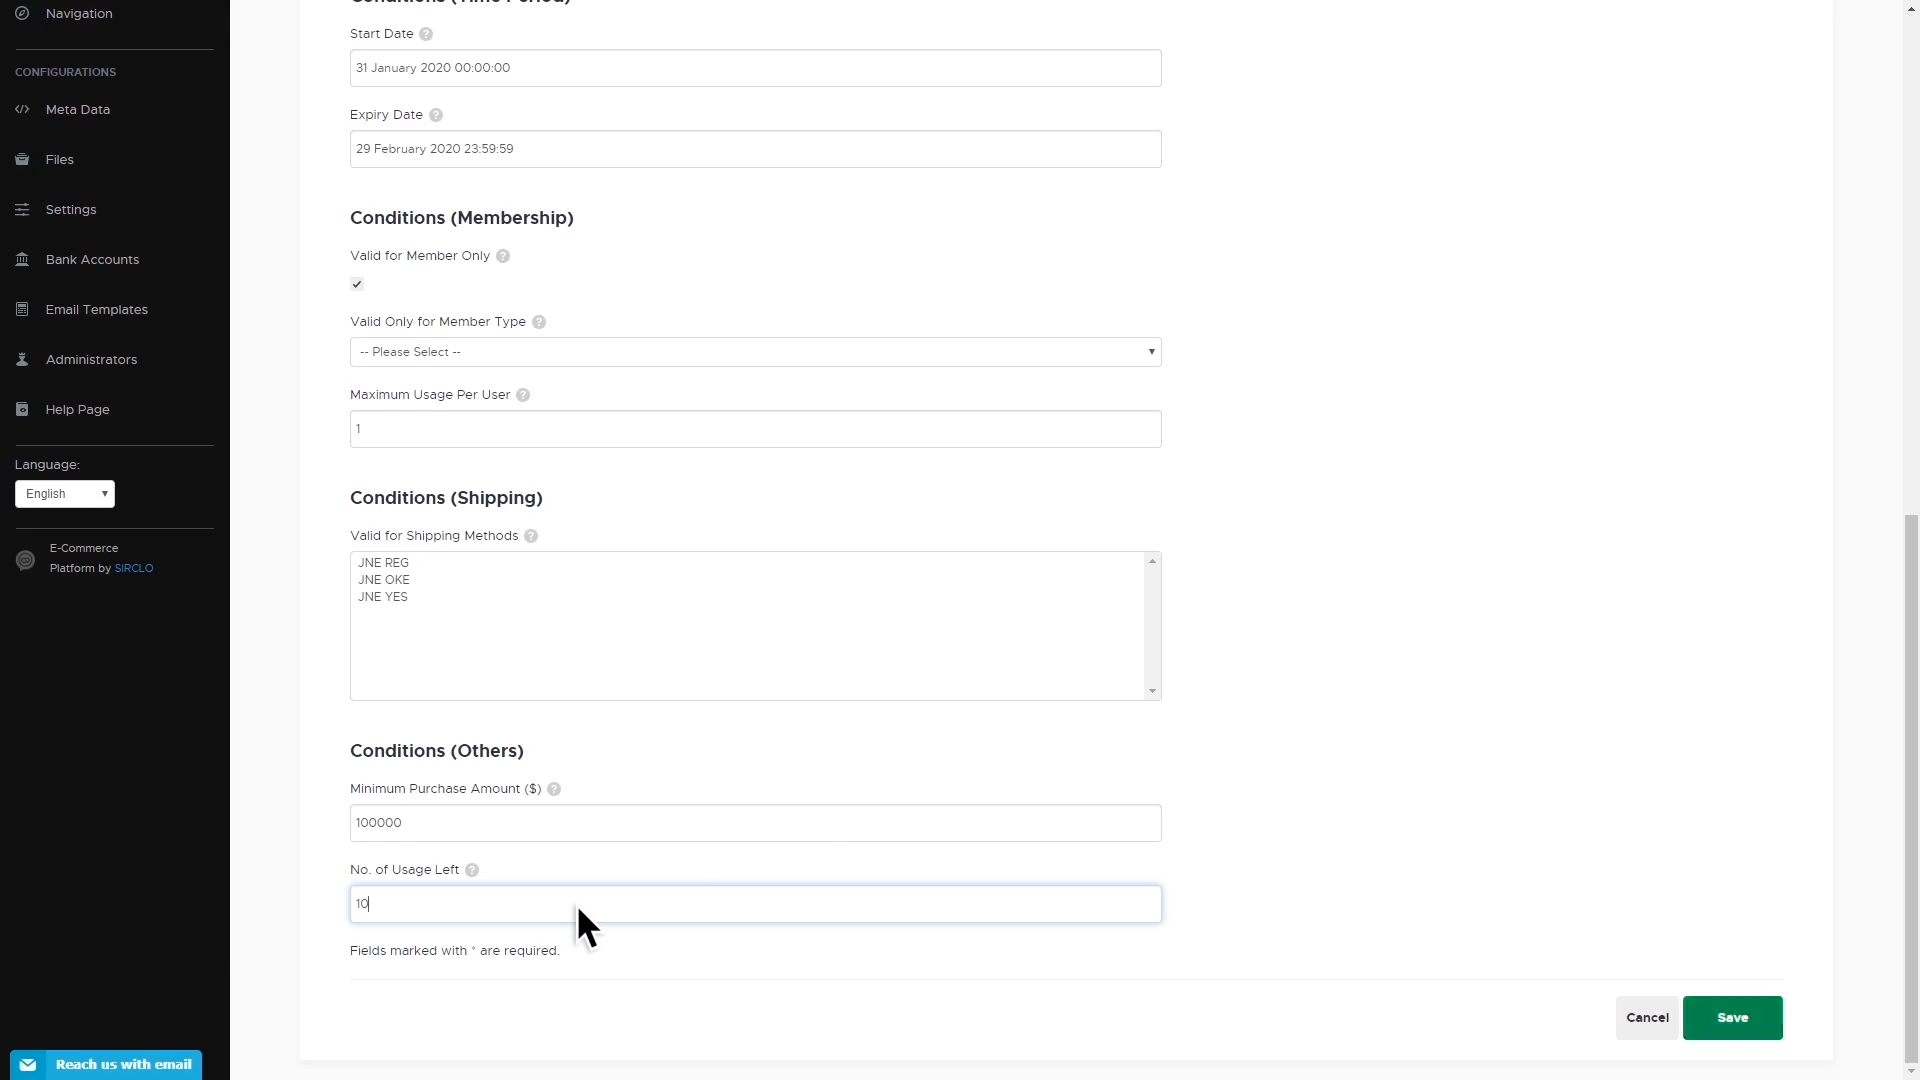 Navigation
CONFIGURATIONS
Meta Data
Files
Settings
Bank Accounts
Email Templates
Administrators
Help Page
Language:
English
E-Commerce
Platform by SIRCLO
Reach us with email
Conditions (Time Period)
Start Date
31 January 2020 00:00:00
Expiry Date
29 February 2020 23:59:59
Conditions (Membership)
Valid for Member Only
Valid Only for Member Type
-- Please Select --
Maximum Usage Per User
1
Conditions (Shipping)
Valid for Shipping Methods
JNE REG
JNE OKE
JNE YES
Conditions (Others)
Minimum Purchase Amount ($)
100000
No. of Usage Left
10
Fields marked with * are required.
Cancel
Save